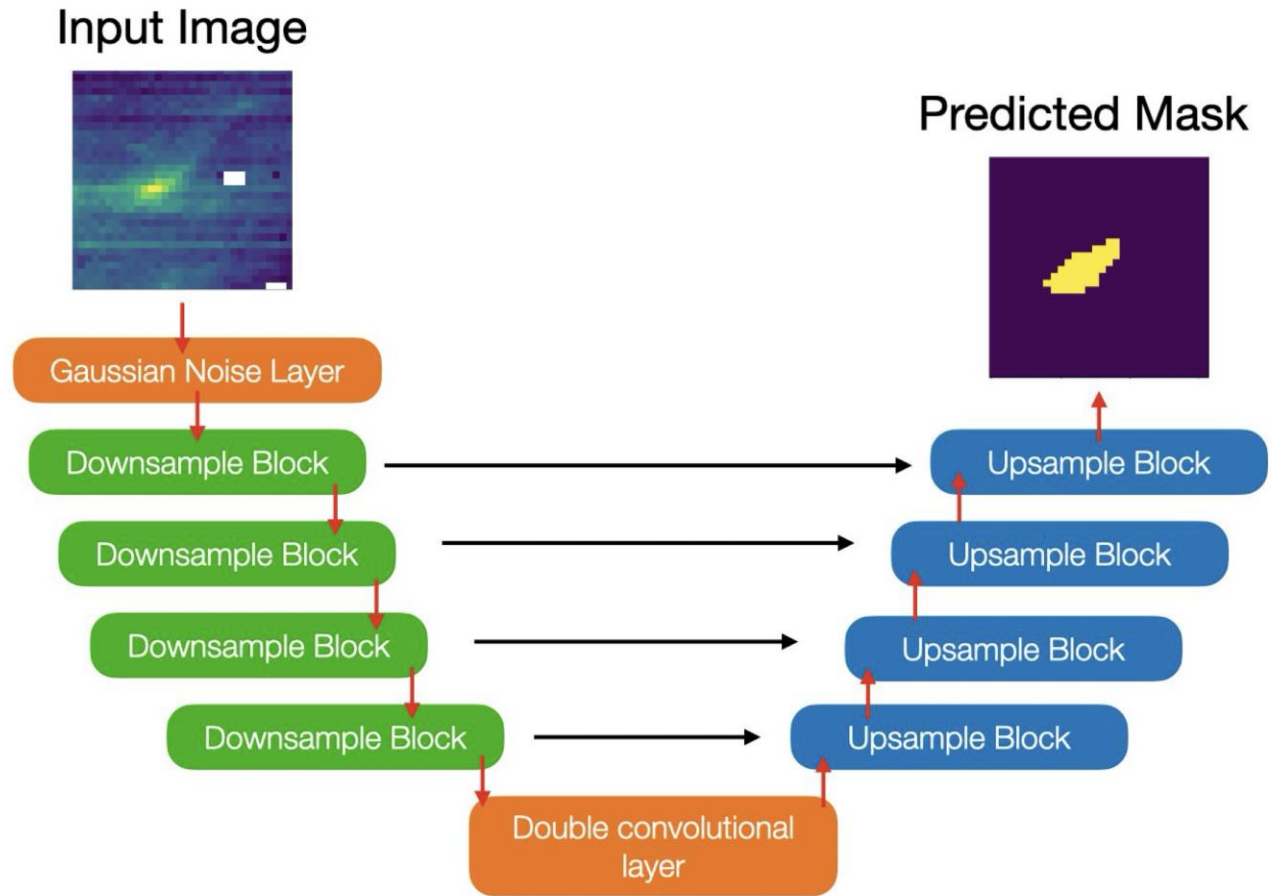 Input Image
Predicted Mask
Gaussian Noise Layer
Downsample Block
Upsample Block
Downsample Block
Upsample Block
Downsample Block
Upsample Block
Downsample Block
Upsample Block
Double convolutional
layer